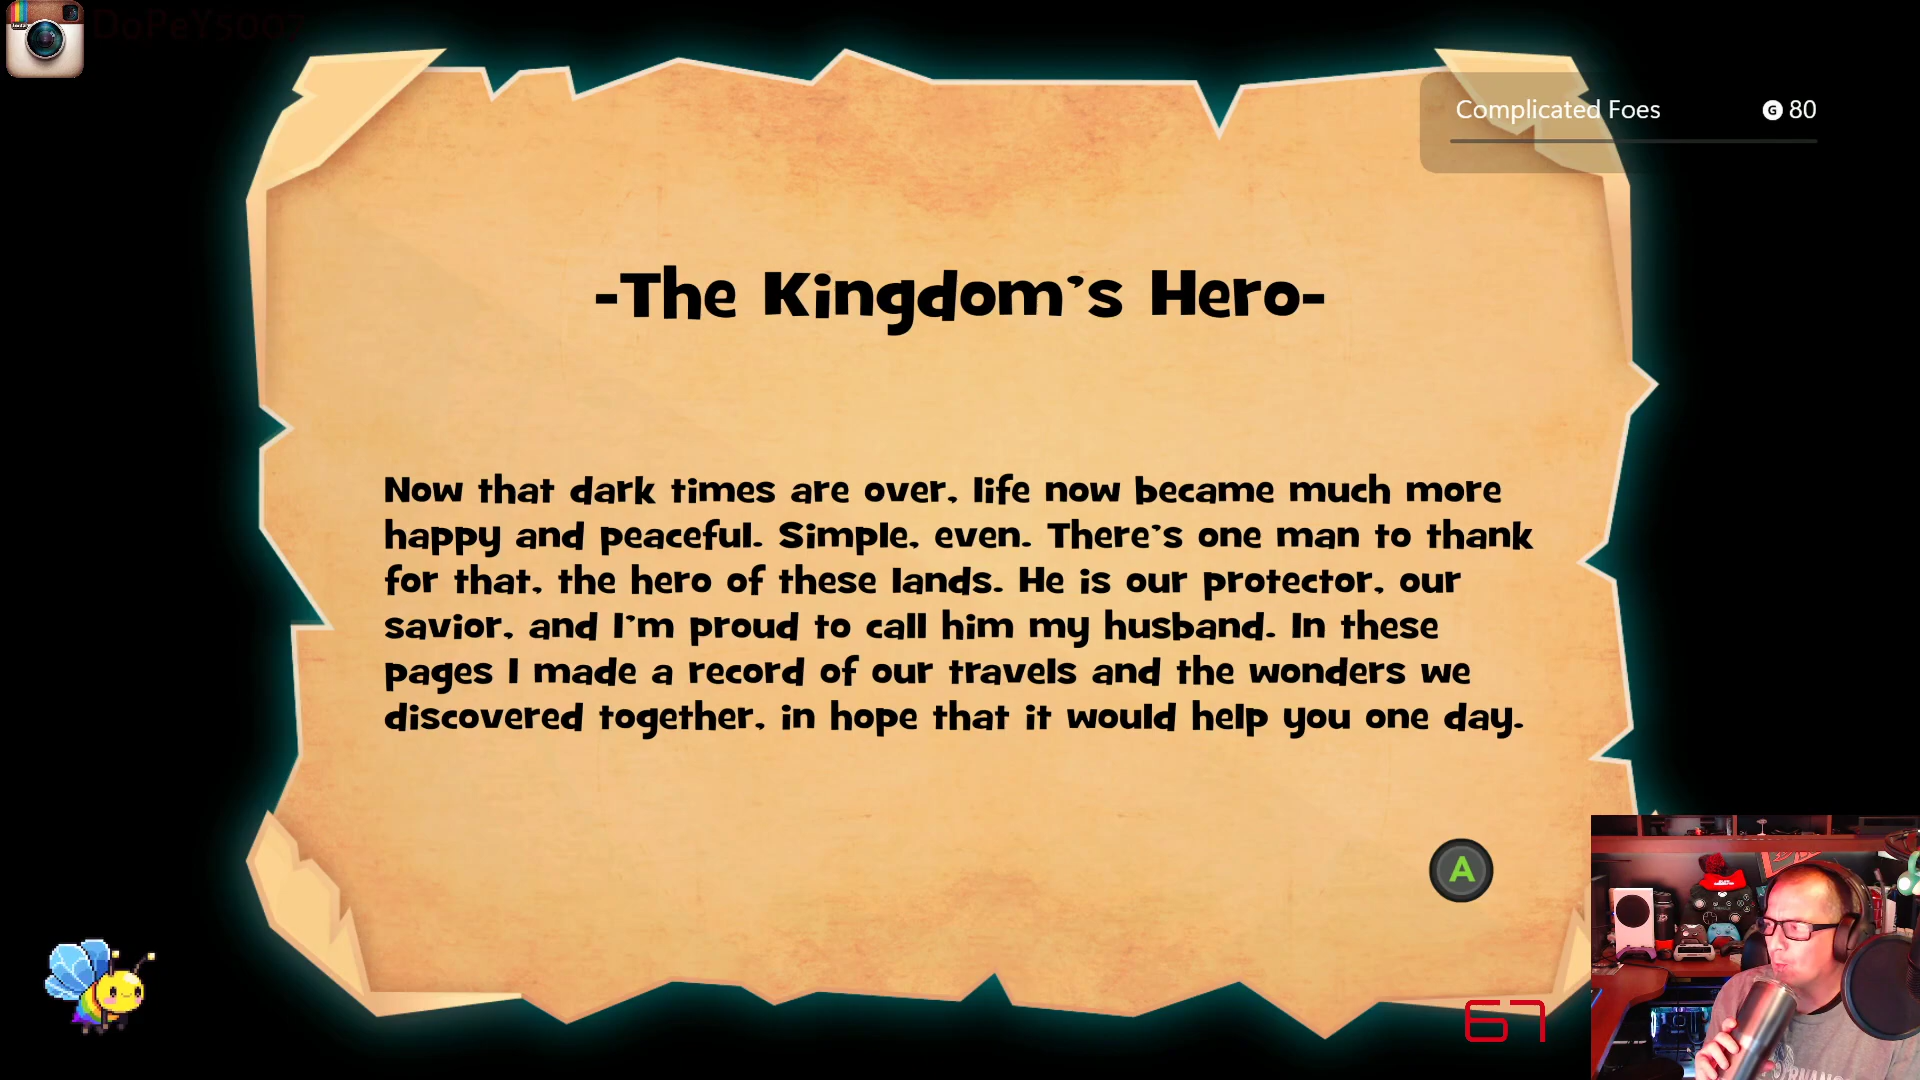 DoPeY5007
Complicated Foes
G 80
-The Kingdom's Hero-
Now that dark times are over, life now became much more
happy and peaceful. Simple, even. There's one man to thank
for that, the hero of these lands. He is our protector, our
savior, and I'm proud to call him my husband. In these
pages I made a record of our travels and the wonders we
discovered together, in hope that it would help you one day.
A
67